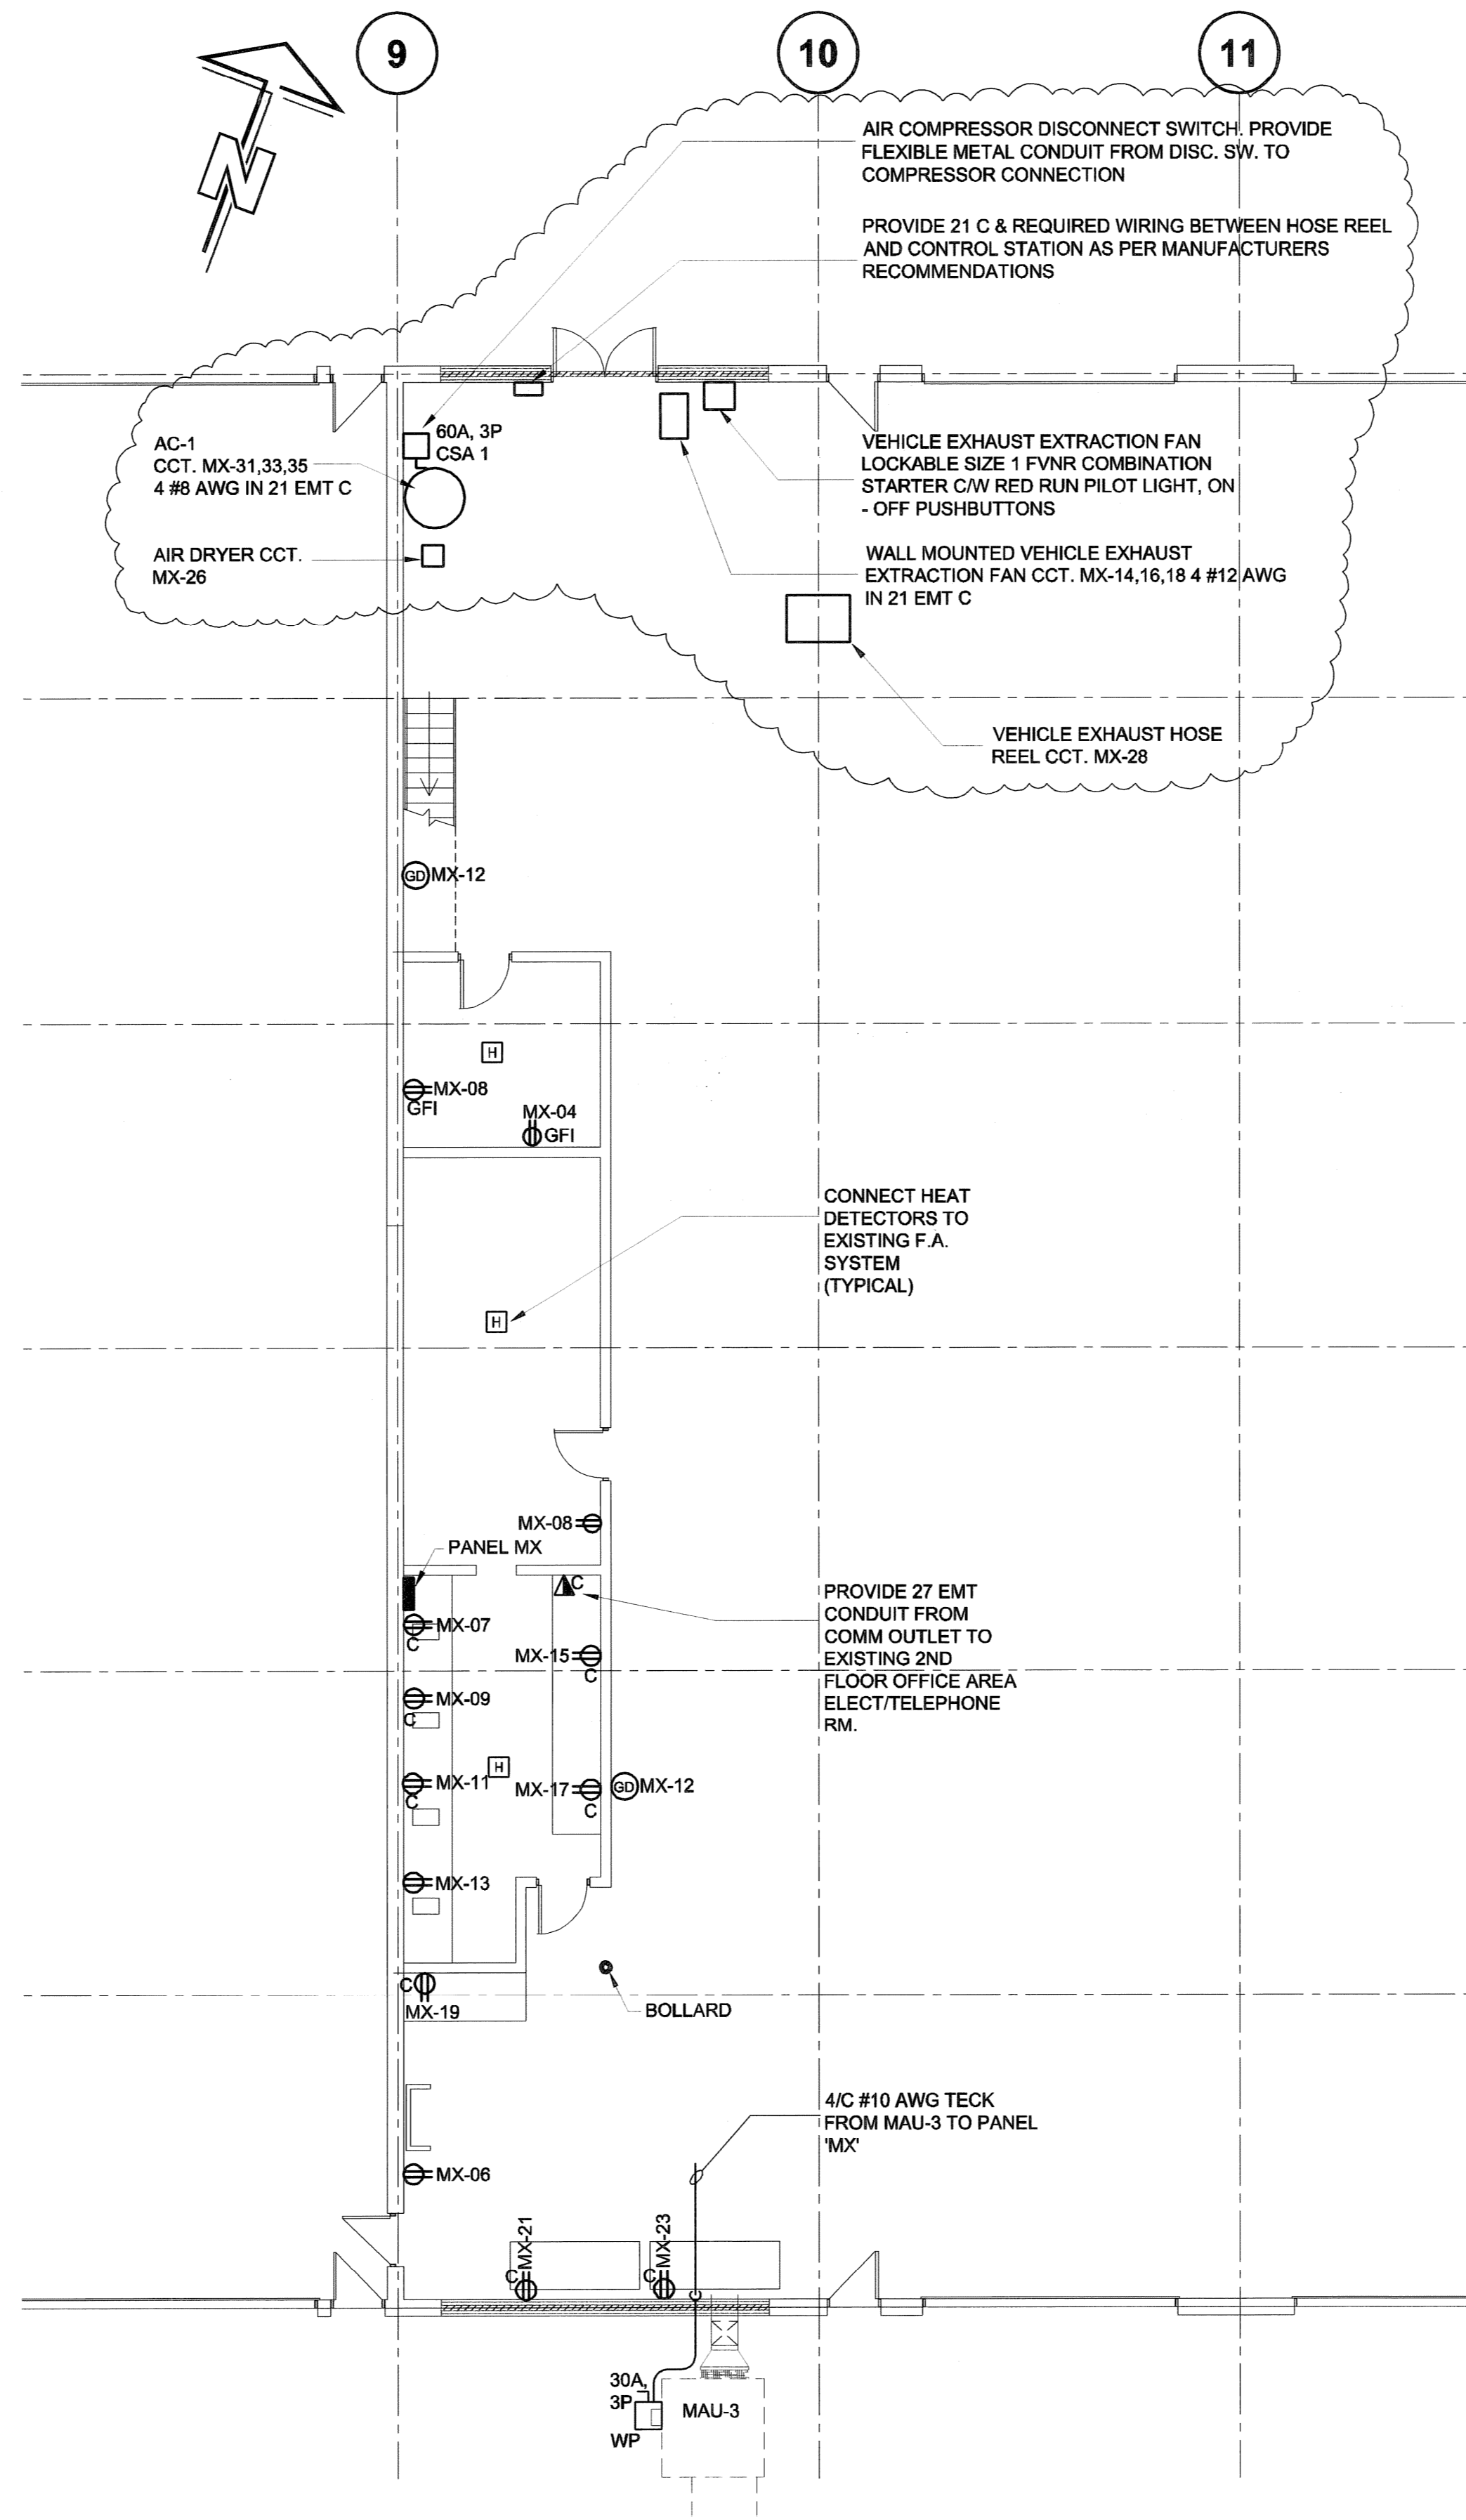 9
10
11
N
AIR COMPRESSOR DISCONNECT SWITCH. PROVIDE
FLEXIBLE METAL CONDUIT FROM DISC. SW. TO
COMPRESSOR CONNECTION
PROVIDE 21 C & REQUIRED WIRING BETWEEN HOSE REEL
AND CONTROL STATION AS PER MANUFACTURERS
RECOMMENDATIONS
60A, 3P
CSA 1
AC-1
CCT. MX-31,33,35
4 #8 AWG IN 21 EMT C
AIR DRYER CCT.
MX-26
VEHICLE EXHAUST EXTRACTION FAN
LOCKABLE SIZE 1 FVNR COMBINATION
STARTER C/W RED RUN PILOT LIGHT, ON
- OFF PUSHBUTTONS
WALL MOUNTED VEHICLE EXHAUST
EXTRACTION FAN CCT. MX-14,16,18 4 #12 AWG
IN 21 EMT C
VEHICLE EXHAUST HOSE
REEL CCT. MX-28
GD MX-12
H
MX-08
GFI
MX-04
GFI
CONNECT HEAT
DETECTORS TO
EXISTING F.A.
SYSTEM
(TYPICAL)
H
MX-08
PANEL MX
C
PROVIDE 27 EMT
CONDUIT FROM
COMM OUTLET TO
EXISTING 2ND
FLOOR OFFICE AREA
ELECT/TELEPHONE
RM.
MX-07
C
MX-15
C
MX-09
C
H
MX-11
C
MX-17
C
GD MX-12
MX-13
C
MX-19
BOLLARD
4/C #10 AWG TECK
FROM MAU-3 TO PANEL
'MX'
MX-06
MX-21
C
MX-23
C
30A,
3P
WP
MAU-3